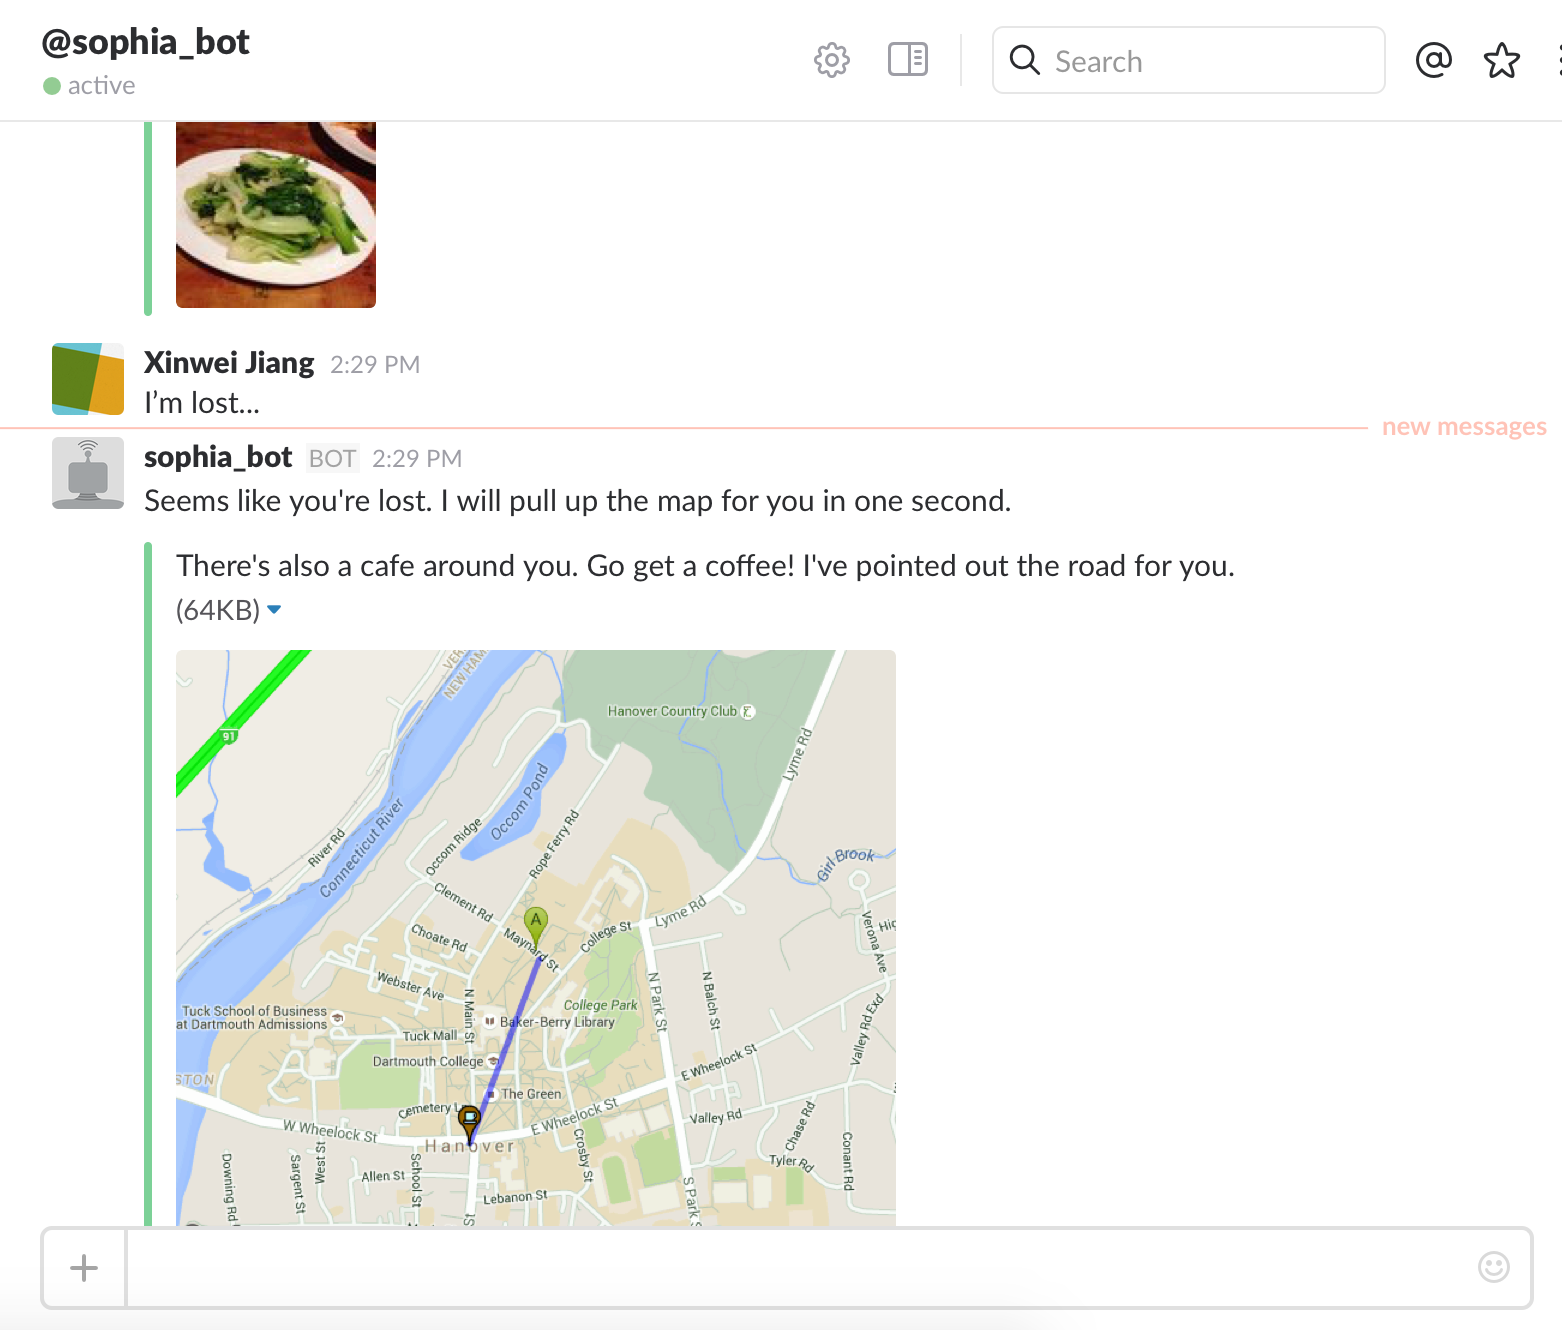 @sophia_bot
active
Search
Xinwei Jiang 2:29 PM
I’m lost...
new messages
sophia_bot BOT 2:29 PM
Seems like you're lost. I will pull up the map for you in one second.
There's also a cafe around you. Go get a coffee! I've pointed out the road for you.
(64KB)
NEW HAM
Hanover Country Club
91
Lyme Rd
Occom Pond
River Rd
Connecticut River
Occom Ridge
Rope Ferry Rd
Girl Brook
Clement Rd
Lyme Rd
A
Choate Rd
Maynard St
College St
Verona Ave
Webster Ave
N Main St
N Park St
N Balch St
College Park
Tuck School of Business
at Dartmouth Admissions
Baker-Berry Library
Valley Rd Exd
Tuck Mall
Dartmouth College
E Wheelock St
The Green
Cemetery
W Wheelock St
E Wheelock St
Valley Rd
Hanover
Chase Rd
Crosby St
Conant Rd
Downing Rd
Sargent St
West St
Allen St
School St
Tyler Rd
Lebanon St
S Park S
St